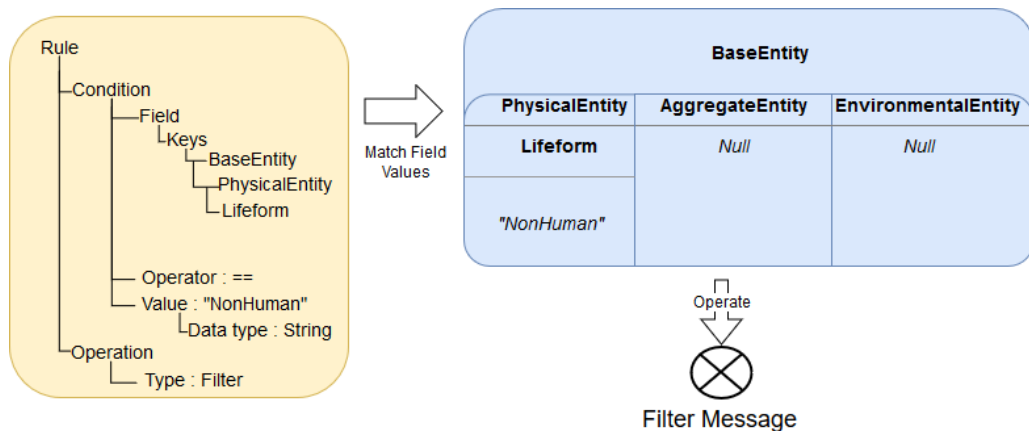 Rule
Condition
Field
Keys
BaseEntity
PhysicalEntity
Lifeform
Operator : ==
Value : "NonHuman"
Data type : String
Operation
Type : Filter
Match Field
Values
BaseEntity
PhysicalEntity AggregateEntity EnvironmentalEntity
Lifeform Null Null
"NonHuman"
Operate
Filter Message